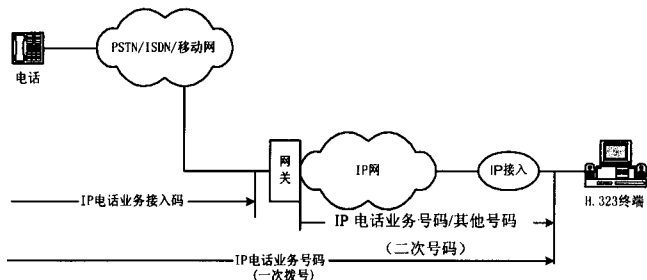 PSTN/ISDN/移动网
电话
网关
IP网
IP接入
H.323终端
IP电话业务接入码
IP 电话业务号码/其他号码
(二次号码)
IP电话业务号码
(一次拨号)